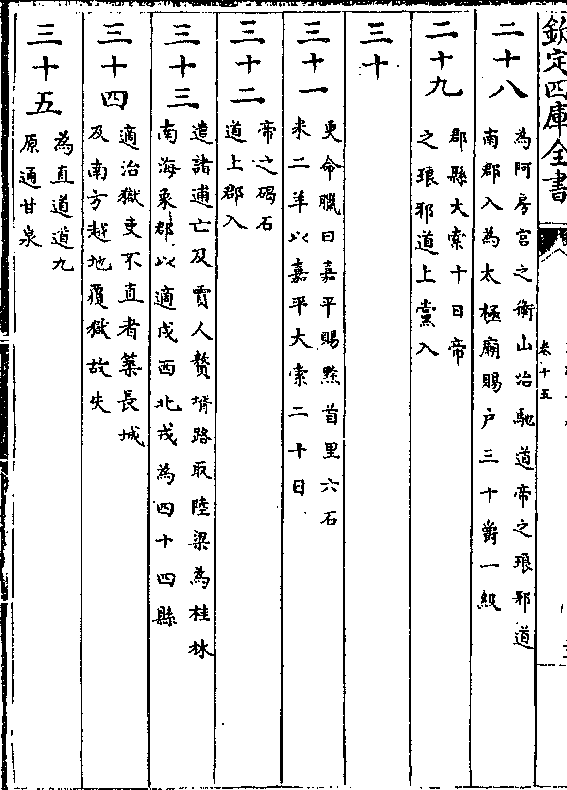 欽定四庫全書
卷十五
二十八
為阿房宮之衡山治馳道帝之琅邪道
南郡入為太極廟賜戶三十爵一級
二十九
郡縣大索十日帝
之琅邪道上黨入
三十
三十一
更命臘曰嘉平賜黔首里六石
米二羊以嘉平大索二十日
三十二
帝之碣石
道上郡入
三十三
遣諸逋亡及賈人贅壻路取陸梁為桂林
南海象郡以適戍西北戎為四十四縣
三十四
適治獄吏不直者築長城
及南方越地覆獄故失
三十五
為直道道九
原通甘泉